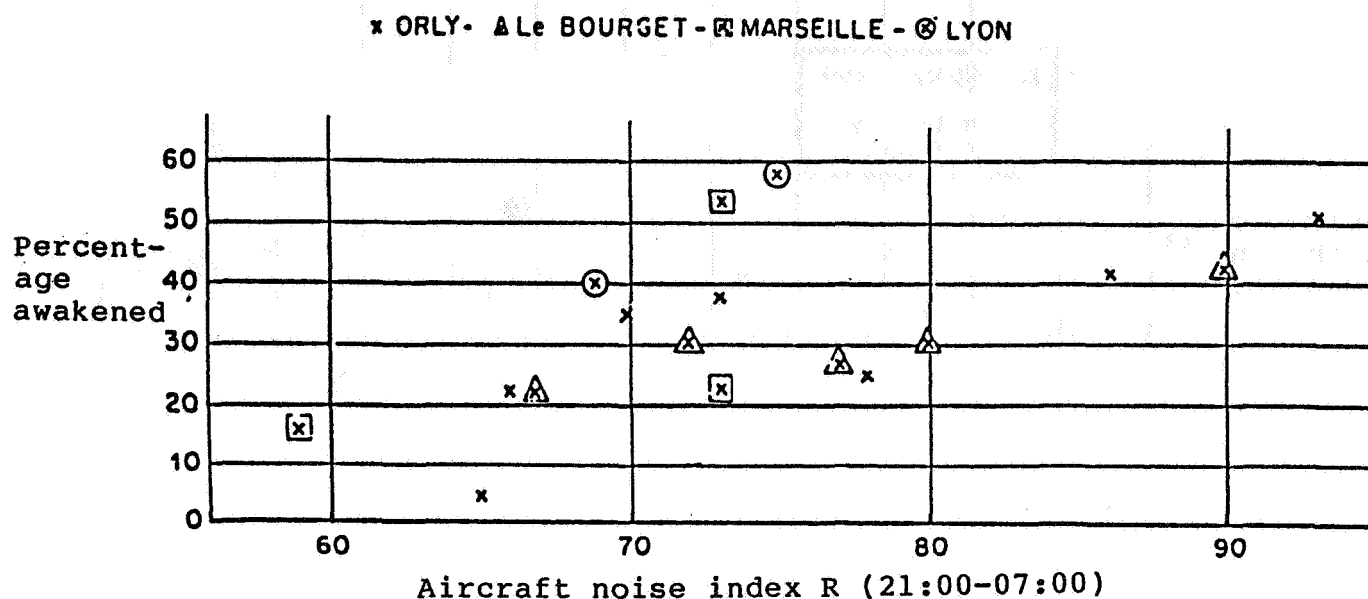 x ORLY- Le BOURGET - MARSEILLE - LYON
60
50
Percent-
age
awakened
40
30
20
10
0
60 70 80 90
Aircraft noise index R (21:00-07:00)